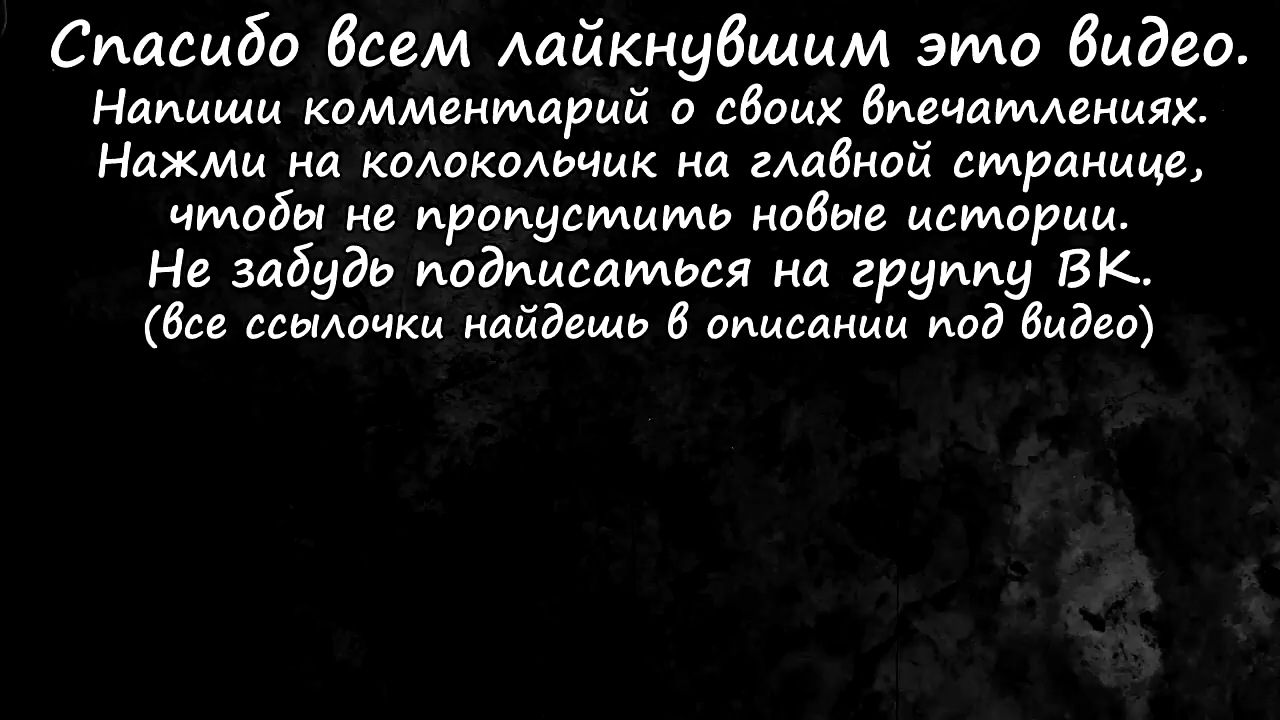 Спасибо всем лайкнувшим это видео.
Напиши комментарий о своих впечатлениях.
Нажми на колокольчик на главной странице,
чтобы не пропустить новые истории.
Не забудь подписаться на группу ВК.
(все ссылочки найдешь в описании под видео)